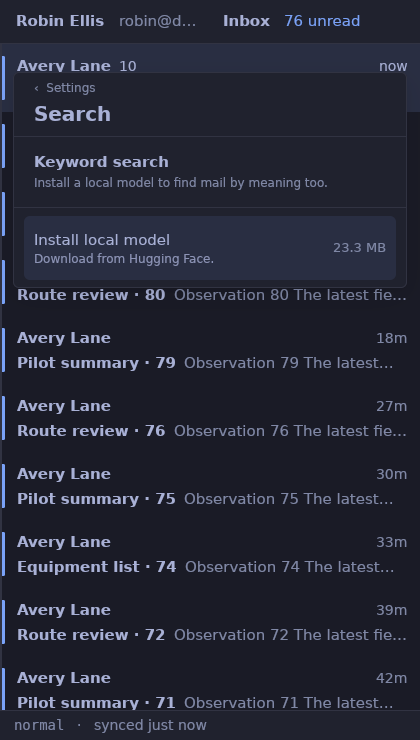 Robin Ellis robin@d... Inbox 76 unread
Avery Lane 10 now
‹ Settings
Search
Keyword search
Install a local model to find mail by meaning too.
Install local model 23.3 MB
Download from Hugging Face.
Route review · 80 Observation 80 The latest fie...
Avery Lane 18m
Pilot summary · 79 Observation 79 The latest...
Avery Lane 27m
Route review · 76 Observation 76 The latest fie...
Avery Lane 30m
Pilot summary · 75 Observation 75 The latest...
Avery Lane 33m
Equipment list · 74 Observation 74 The latest...
Avery Lane 39m
Route review · 72 Observation 72 The latest fie...
Avery Lane 42m
Pilot summary · 71 Observation 71 The latest...
normal · synced just now